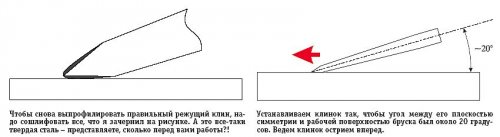 ~20°
Чтобы снова выпрофилировать правильный режущий клин, на-
до сошлифовать все, что я зачернил на рисунке. А это все-таки
твердая сталь – представляете, сколько перед вами работы?!
Устанавливаем клинок так, чтобы угол между его плоскостью
симметрии и рабочей поверхностью бруска был около 20 граду-
сов. Ведем клинок острием вперед.